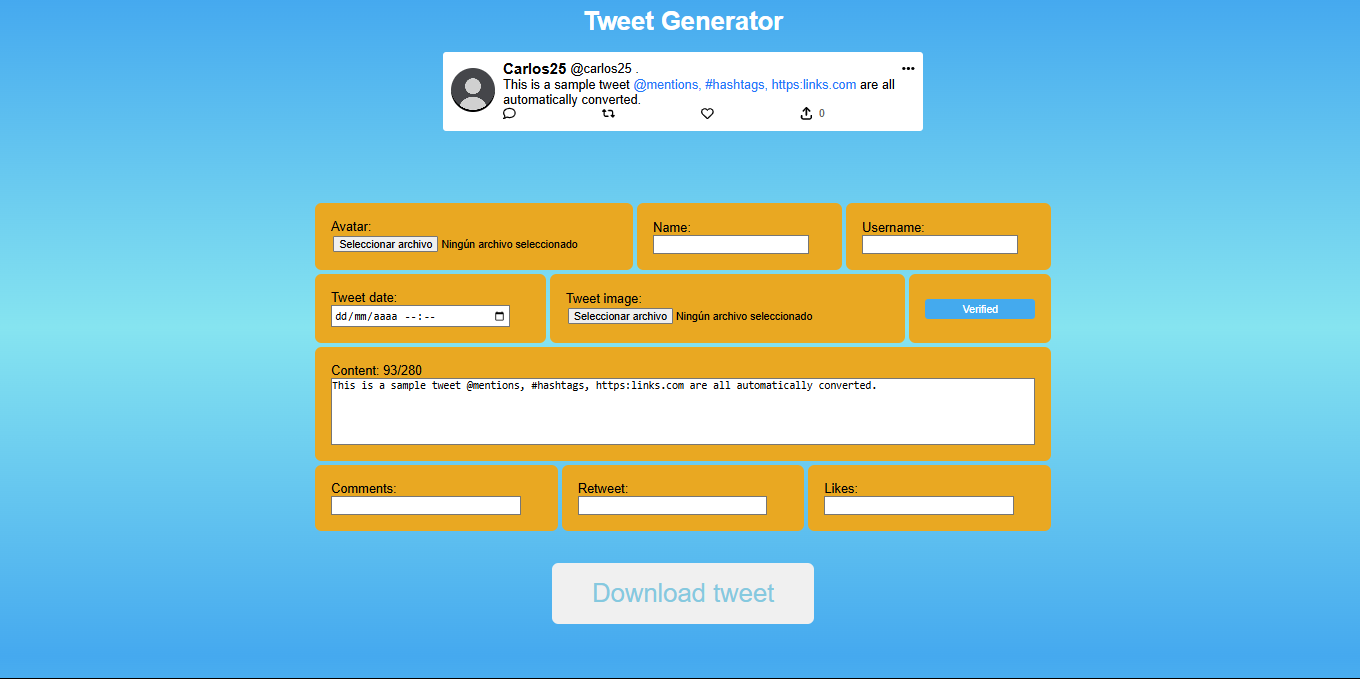 Tweet Generator
Carlos25 @carlos25 .
This is a sample tweet @mentions, #hashtags, https:links.com are all
automatically converted.
0
Avatar:
Seleccionar archivo Ningún archivo seleccionado
Name:
Username:
Tweet date:
dd/mm/aaaa --:--
Tweet image:
Seleccionar archivo Ningún archivo seleccionado
Verified
Content: 93/280
This is a sample tweet @mentions, #hashtags, https:links.com are all automatically converted.
Comments:
Retweet:
Likes:
Download tweet